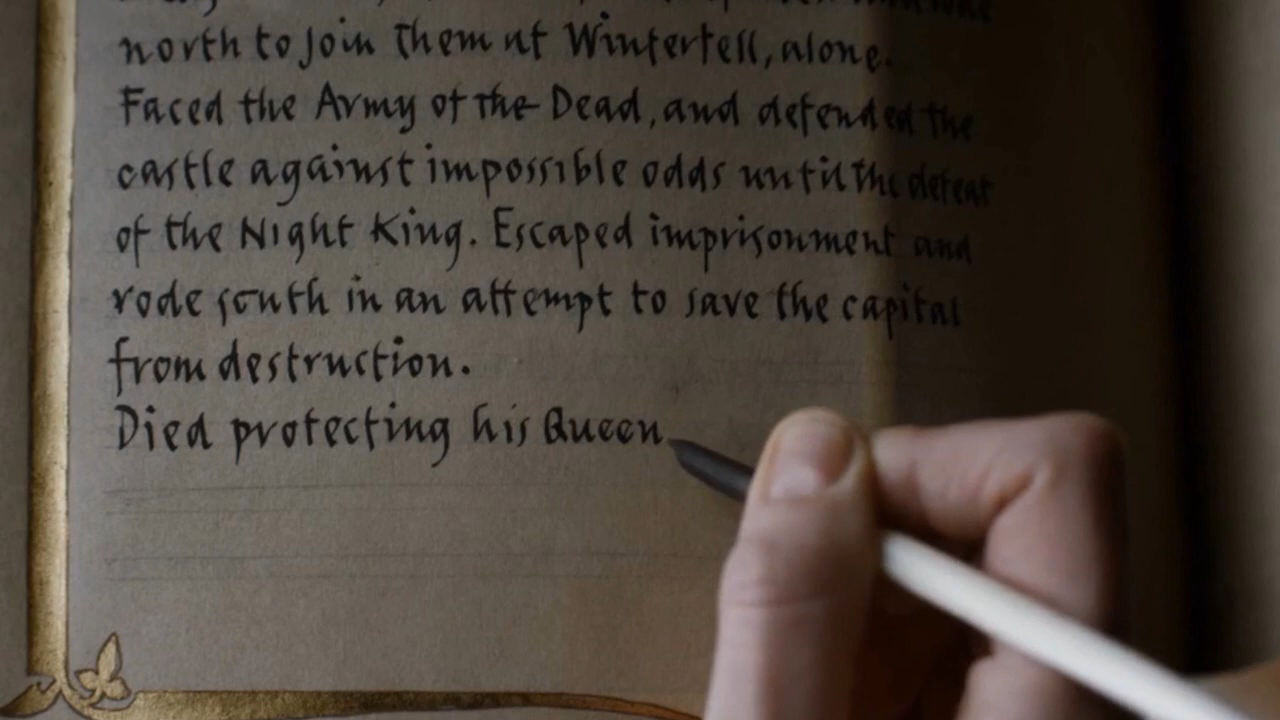 north to join them at Winterfell, alone.
Faced the Army of the Dead, and defended the
castle against impossible odds until the defeat
of the Night King. Escaped imprisonment and
rode south in an attempt to save the capital
from destruction.
Died protecting his Queen